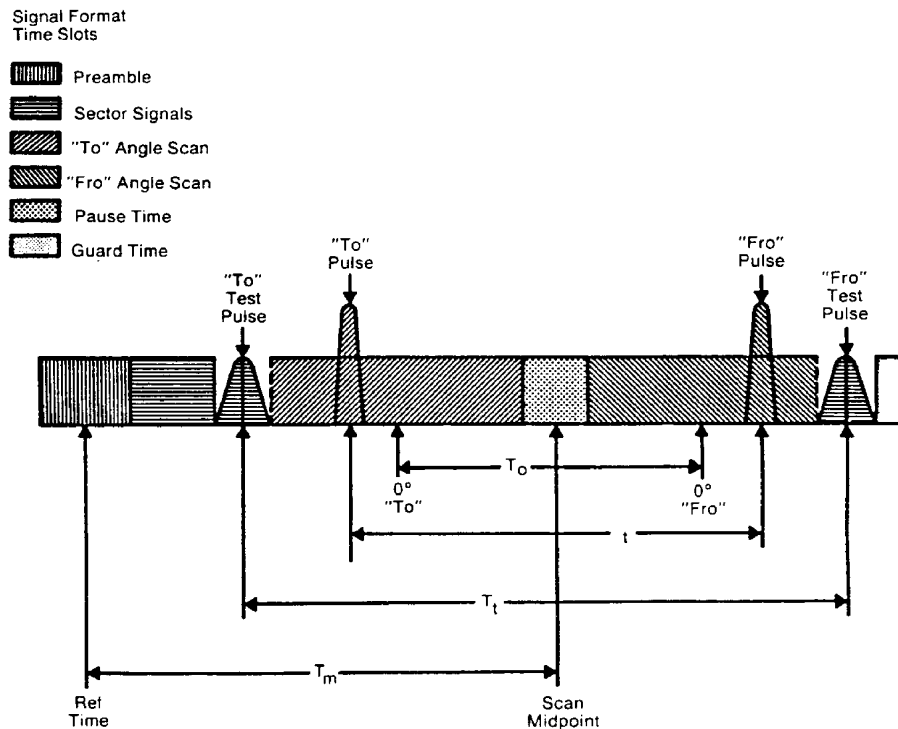 Signal Format
Time Slots
Preamble
Sector Signals
"To" Angle Scan
"Fro" Angle Scan
Pause Time
Guard Time
"To"
Test
Pulse
"To"
Pulse
"Fro"
Pulse
"Fro"
Test
Pulse
To
0°
"To"
0°
"Fro"
t
Tt
Tm
Ref
Time
Scan
Midpoint